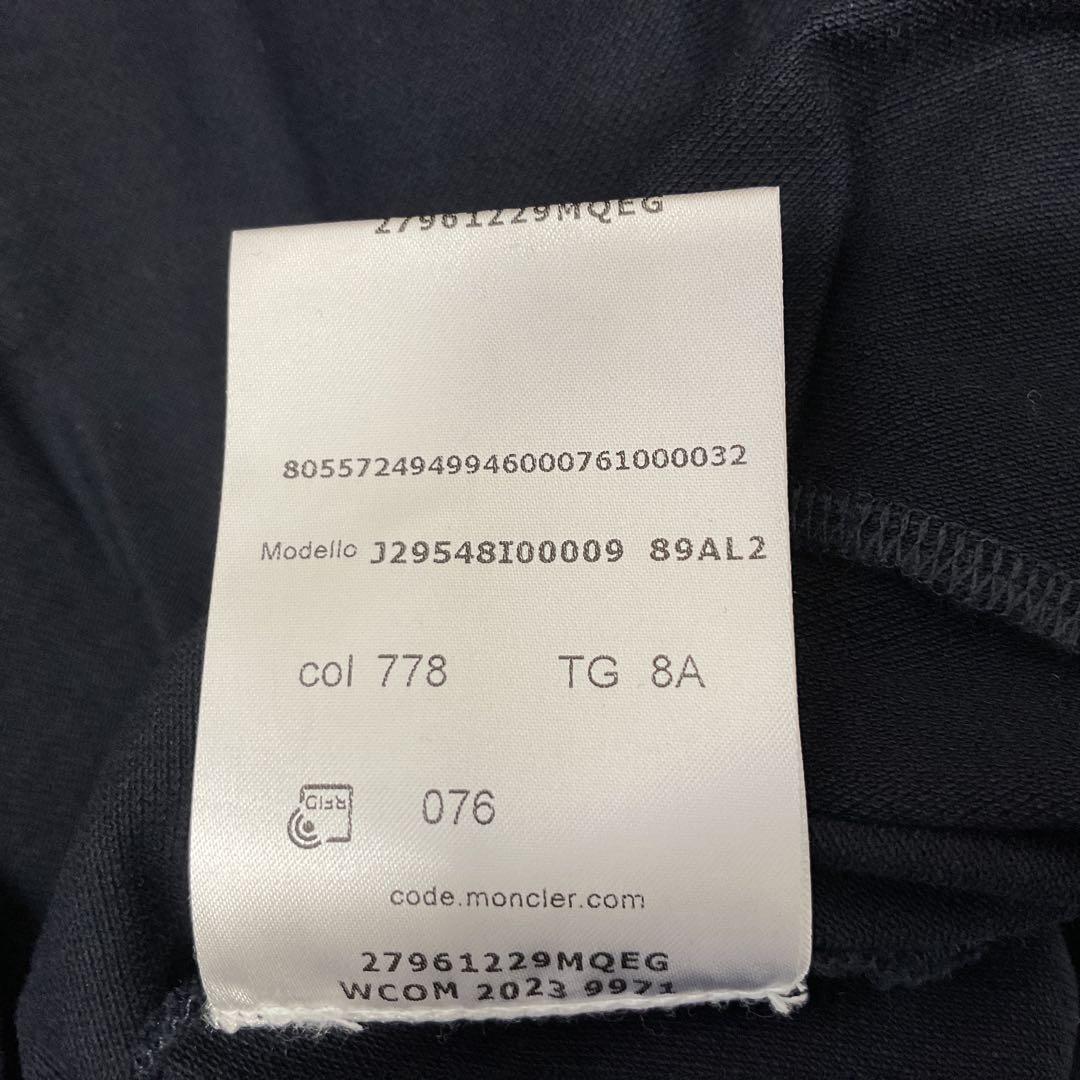 27961229MQEG
8055724949946000761000032
Modello J29548I00009 89AL2
col 778 TG 8A
RFID 076
code.moncler.com
27961229MQEG
WCOM 2023 9971